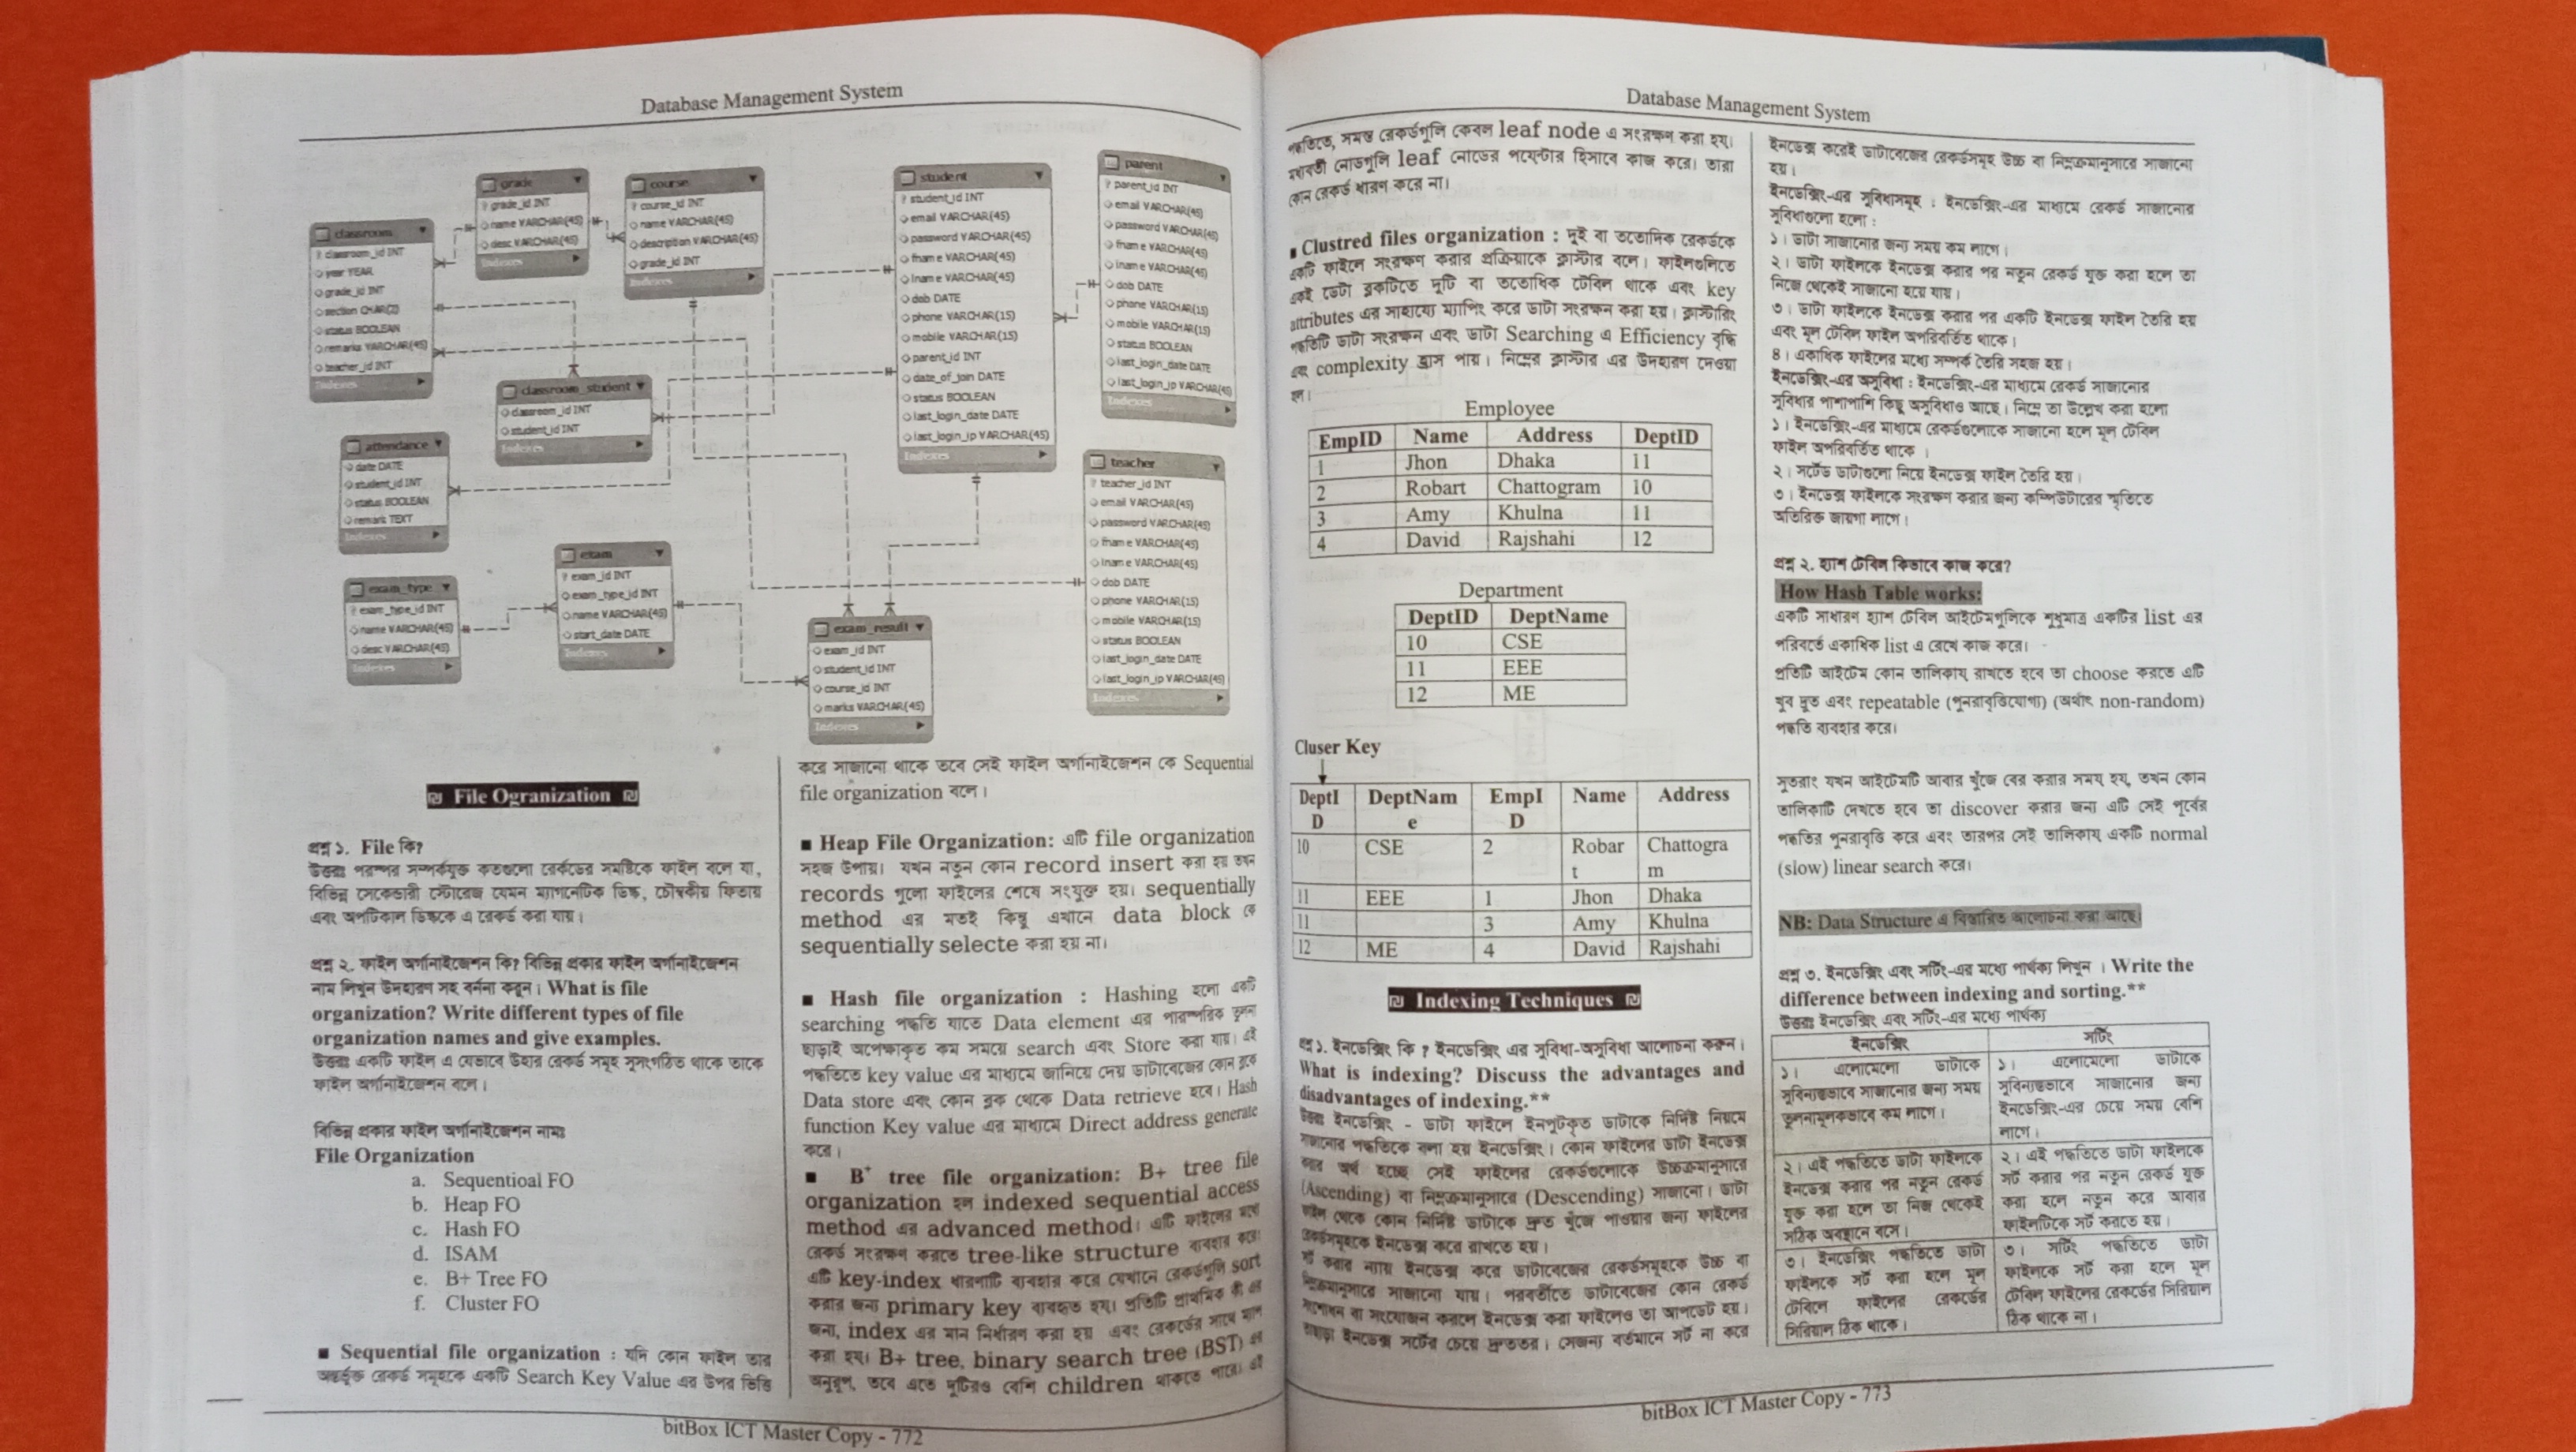 Database Management System
grade
grade_id INT
name VARCHAR(45)
desc VARCHAR(45)
Indexes
course
course_id INT
name VARCHAR(45)
description VARCHAR(45)
grade_id INT
Indexes
student
student_id INT
email VARCHAR(45)
password VARCHAR(45)
fname VARCHAR(45)
lname VARCHAR(45)
dob DATE
phone VARCHAR(15)
mobile VARCHAR(15)
parent_id INT
date_of_join DATE
status BOOLEAN
last_login_date DATE
last_login_ip VARCHAR(45)
Indexes
parent
parent_id INT
email VARCHAR(45)
password VARCHAR(45)
fname VARCHAR(45)
lname VARCHAR(45)
dob DATE
phone VARCHAR(15)
mobile VARCHAR(15)
status BOOLEAN
last_login_date DATE
last_login_ip VARCHAR(45)
Indexes
classroom
classroom_id INT
year YEAR
grade_id INT
section CHAR(2)
status BOOLEAN
remarks VARCHAR(45)
teacher_id INT
Indexes
classroom_student
classroom_id INT
student_id INT
Indexes
attendance
date DATE
student_id INT
status BOOLEAN
remark TEXT
Indexes
teacher
teacher_id INT
email VARCHAR(45)
password VARCHAR(45)
fname VARCHAR(45)
lname VARCHAR(45)
dob DATE
phone VARCHAR(15)
mobile VARCHAR(15)
status BOOLEAN
last_login_date DATE
last_login_ip VARCHAR(45)
Indexes
exam_type
exam_type_id INT
name VARCHAR(45)
desc VARCHAR(45)
Indexes
exam
exam_id INT
exam_type_id INT
name VARCHAR(45)
start_date DATE
Indexes
exam_result
exam_id INT
student_id INT
course_id INT
marks VARCHAR(45)
Indexes
File Ogranization
প্রশ্ন ১. File কি?
উত্তরঃ পরস্পর সম্পর্কযুক্ত কতগুলো রের্কডের সমষ্টিকে ফাইল বলে যা,
বিভিন্ন সেকেন্ডারী স্টোরেজ যেমন ম্যাগনেটিক ডিস্ক, চৌম্বকীয় ফিতায়
এবং অপটিকাল ডিস্ককে এ রেকর্ড করা যায়।
প্রশ্ন ২. ফাইল অর্গানাইজেশন কি? বিভিন্ন প্রকার ফাইল অর্গানাইজেশন
নাম লিখুন উদহারণ সহ বর্ননা করুন। What is file
organization? Write different types of file
organization names and give examples.
উত্তরঃ একটি ফাইল এ যেভাবে উহার রেকর্ড সমূহ সুসংগঠিত থাকে তাকে
ফাইল অর্গানাইজেশন বলে।
বিভিন্ন প্রকার ফাইল অর্গানাইজেশন নামঃ
File Organization
a. Sequentioal FO
b. Heap FO
c. Hash FO
d. ISAM
e. B+ Tree FO
f. Cluster FO
■ Sequential file organization : যদি কোন ফাইল তার
অন্তর্ভূক্ত রেকর্ড সমূহকে একটি Search Key Value এর উপর ভিত্তি
করে সাজানো থাকে তবে সেই ফাইল অর্গানাইজেশন কে Sequential
file organization বলে।
■ Heap File Organization: এটি file organization
সহজ উপায়। যখন নতুন কোন record insert করা হয় তখন
records গুলো ফাইলের শেষে সংযুক্ত হয়। sequentially
method এর মতই কিন্তু এখানে data block কে
sequentially selecte করা হয় না।
■ Hash file organization : Hashing হলো একটি
searching পদ্ধতি যাতে Data element এর পারস্পরিক তুলনা
ছাড়াই অপেক্ষাকৃত কম সময়ে search এবং Store করা যায়। এই
পদ্ধতিতে key value এর মাধ্যমে জানিয়ে দেয় ডাটাবেজের কোন ব্লক
Data store এবং কোন ব্লক থেকে Data retrieve হবে। Hash
function Key value এর মাধ্যমে Direct address generate
করে।
■ B+ tree file organization: B+ tree file
organization হল indexed sequential access
method এর advanced method। এটি ফাইলের মধ্যে
রেকর্ড সংরক্ষণ করতে tree-like structure ব্যবহার করে।
এটি key-index ধারণাটি ব্যবহার করে যেখানে রেকর্ডগুলি sort
করার জন্য primary key ব্যবহৃত হয়। প্রতিটি প্রাথমিক কী এর
জন্য, index এর মান নির্ধারণ করা হয় এবং রেকর্ডের সাথে ম্যাপ
করা হয়। B+ tree, binary search tree (BST) এর
অনুরূপ, তবে এতে দুটিরও বেশি children থাকতে পারে। এই
bitBox ICT Master Copy - 772
Database Management System
পদ্ধতিতে, সমস্ত রেকর্ডগুলি কেবল leaf node এ সংরক্ষণ করা হয়।
মধ্যবর্তী নোডগুলি leaf নোডের পয়েন্টার হিসাবে কাজ করে। তারা
কোন রেকর্ড ধারণ করে না।
■ Clustred files organization : দুই বা ততোদিক রেকর্ডকে
একটি ফাইলে সংরক্ষণ করার প্রক্রিয়াকে ক্লাস্টার বলে। ফাইলগুলিতে
একই ডেটা ব্লকটিতে দুটি বা ততোধিক টেবিল থাকে এবং key
attributes এর সাহায্যে ম্যাপিং করে ডাটা সংরক্ষন করা হয়। ক্লাস্টারিং
পদ্ধতিটি ডাটা সংরক্ষন এবং ডাটা Searching এ Efficiency বৃদ্ধি
এবং complexity হ্রাস পায়। নিম্নের ক্লাস্টার এর উদহারণ দেওয়া
হল।
Employee
EmpID Name Address DeptID
1 Jhon Dhaka 11
2 Robart Chattogram 10
3 Amy Khulna 11
4 David Rajshahi 12
Department
DeptID DeptName
10 CSE
11 EEE
12 ME
Cluser Key
DeptI DeptNam EmpI Name Address
D e D
10 CSE 2 Robar Chattogra
t m
11 EEE 1 Jhon Dhaka
11 3 Amy Khulna
12 ME 4 David Rajshahi
Indexing Techniques
প্রশ্ন ১. ইনডেক্সিং কি ? ইনডেক্সিং এর সুবিধা-অসুবিধা আলোচনা করুন।
What is indexing? Discuss the advantages and
disadvantages of indexing.**
উত্তরঃ ইনডেক্সিং - ডাটা ফাইলে ইনপুটকৃত ডাটাকে নির্দিষ্ট নিয়মে
সাজানোর পদ্ধতিকে বলা হয় ইনডেক্সিং। কোন ফাইলের ডাটা ইনডেক্স
করার অর্থ হচ্ছে সেই ফাইলের রেকর্ডগুলোকে উচ্চক্রমানুসারে
(Ascending) বা নিম্নক্রমানুসারে (Descending) সাজানো। ডাটা
ফাইল থেকে কোন নির্দিষ্ট ডাটাকে দ্রুত খুঁজে পাওয়ার জন্য ফাইলের
রেকর্ডসমূহকে ইনডেক্স করে রাখতে হয়।
সর্ট করার ন্যায় ইনডেক্স করে ডাটাবেজের রেকর্ডসমূহকে উচ্চ বা
নিম্নক্রমানুসারে সাজানো যায়। পরবর্তীতে ডাটাবেজের কোন রেকর্ড
সংশোধন বা সংযোজন করলে ইনডেক্স করা ফাইলেও তা আপডেট হয়।
তাছাড়া ইনডেক্স সর্টের চেয়ে দ্রুততর। সেজন্য বর্তমানে সর্ট না করে
ইনডেক্স করেই ডাটাবেজের রেকর্ডসমূহ উচ্চ বা নিম্নক্রমানুসারে সাজানো
হয়।
ইনডেক্সিং-এর সুবিধাসমূহ : ইনডেক্সিং-এর মাধ্যমে রেকর্ড সাজানোর
সুবিধাগুলো হলো :
১। ডাটা সাজানোর জন্য সময় কম লাগে।
২। ডাটা ফাইলকে ইনডেক্স করার পর নতুন রেকর্ড যুক্ত করা হলে তা
নিজে থেকেই সাজানো হয়ে যায়।
৩। ডাটা ফাইলকে ইনডেক্স করার পর একটি ইনডেক্স ফাইল তৈরি হয়
এবং মূল টেবিল ফাইল অপরিবর্তিত থাকে।
৪। একাধিক ফাইলের মধ্যে সম্পর্ক তৈরি সহজ হয়।
ইনডেক্সিং-এর অসুবিধা : ইনডেক্সিং-এর মাধ্যমে রেকর্ড সাজানোর
সুবিধার পাশাপাশি কিছু অসুবিধাও আছে। নিম্নে তা উল্লেখ করা হলো
১। ইনডেক্সিং-এর মাধ্যমে রেকর্ডগুলোকে সাজানো হলে মূল টেবিল
ফাইল অপরিবর্তিত থাকে ।
২। সর্টেড ডাটাগুলো নিয়ে ইনডেক্স ফাইল তৈরি হয়।
৩। ইনডেক্স ফাইলকে সংরক্ষণ করার জন্য কম্পিউটারের স্মৃতিতে
অতিরিক্ত জায়গা লাগে।
প্রশ্ন ২. হ্যাশ টেবিল কিভাবে কাজ করে?
How Hash Table works:
একটি সাধারণ হ্যাশ টেবিল আইটেমগুলিকে শুধুমাত্র একটির list এর
পরিবর্তে একাধিক list এ রেখে কাজ করে।
প্রতিটি আইটেম কোন তালিকায় রাখতে হবে তা choose করতে এটি
খুব দ্রুত এবং repeatable (পুনরাবৃত্তিযোগ্য) (অর্থাৎ non-random)
পদ্ধতি ব্যবহার করে।
সুতরাং যখন আইটেমটি আবার খুঁজে বের করার সময় হয়, তখন কোন
তালিকাটি দেখতে হবে তা discover করার জন্য এটি সেই পূর্বের
পদ্ধতির পুনরাবৃত্তি করে এবং তারপর সেই তালিকায় একটি normal
(slow) linear search করে।
NB: Data Structure এ বিস্তারিত আলোচনা করা আছে।
প্রশ্ন ৩. ইনডেক্সিং এবং সর্টিং-এর মধ্যে পার্থক্য লিখুন । Write the
difference between indexing and sorting.**
উত্তরঃ ইনডেক্সিং এবং সর্টিং-এর মধ্যে পার্থক্য
ইনডেক্সিং সর্টিং
১। এলোমেলো ডাটাকে
সুবিন্যস্তভাবে সাজানোর জন্য সময়
তুলনামূলকভাবে কম লাগে।
১। এলোমেলো ডাটাকে
সুবিন্যস্তভাবে সাজানোর জন্য
ইনডেক্সিং-এর চেয়ে সময় বেশি
লাগে।
২। এই পদ্ধতিতে ডাটা ফাইলকে
ইনডেক্স করার পর নতুন রেকর্ড
যুক্ত করা হলে তা নিজ থেকেই
সঠিক অবস্থানে বসে।
২। এই পদ্ধতিতে ডাটা ফাইলকে
সর্ট করার পর নতুন রেকর্ড যুক্ত
করা হলে নতুন করে আবার
ফাইলটিকে সর্ট করতে হয়।
৩। ইনডেক্সিং পদ্ধতিতে ডাটা
ফাইলকে সর্ট করা হলে মূল
টেবিল ফাইলের রেকর্ডের
সিরিয়াল ঠিক থাকে।
৩। সর্টিং পদ্ধতিতে ডাটা
ফাইলকে সর্ট করা হলে মূল
টেবিল ফাইলের রেকর্ডের সিরিয়াল
ঠিক থাকে না।
bitBox ICT Master Copy - 773